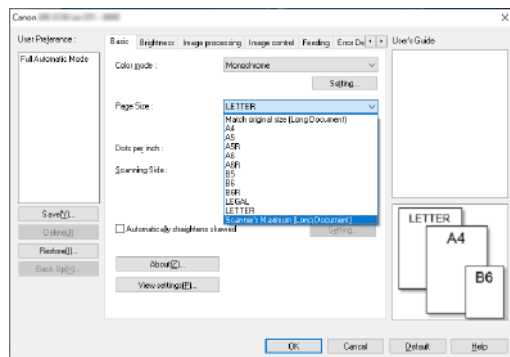 Canon
User Preference :
Full Automatic Mode
Save(V)...
Delete(J)
Restore(I)...
Back Up(K)...
Basic Brightness Image processing Image control Feeding
Color mode : Monochrome
Setting...
Page Size : LETTER
Match original size (Long Document)
A4
A5
A5R
A6
A6R
B5
B6
B6R
LEGAL
LETTER
Scanner's Maximum (Long Document)
Dots per inch :
Scanning Side :
Automatically straightens skewed
Setting...
About(Z)...
View settings(P)...
User's Guide
LETTER
A4
B6
OK Cancel Default Help